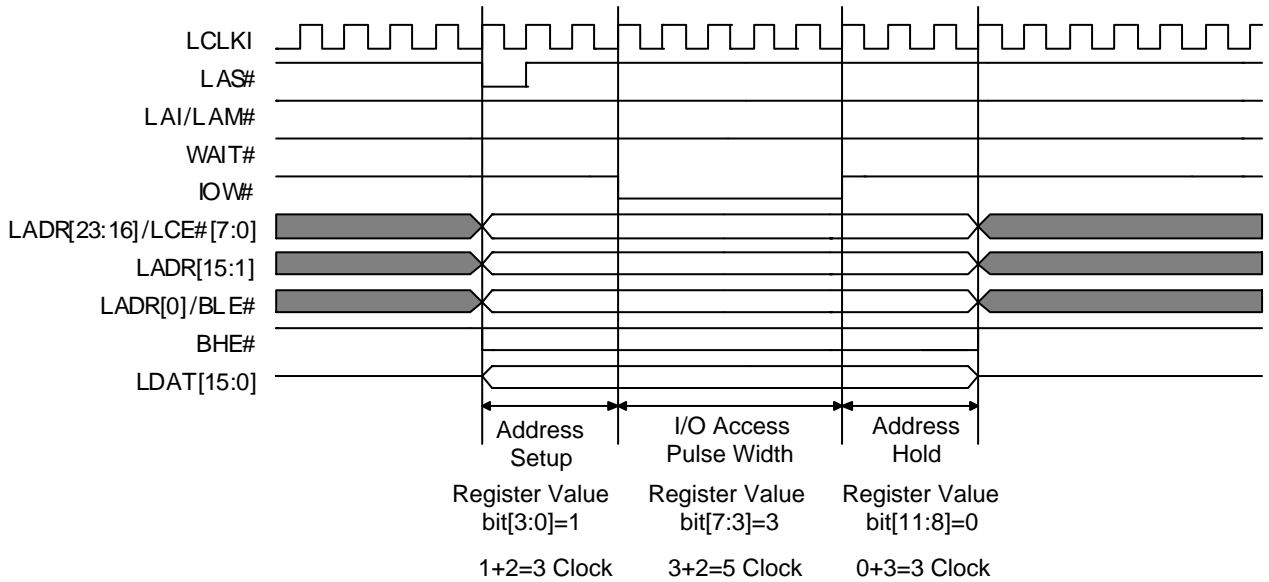 LCLKI
LAS#
LAI/LAM#
WAIT#
IOW#
LADR[23:16]/LCE#[7:0]
LADR[15:1]
LADR[0]/BLE#
BHE#
LDAT[15:0]
Address Setup
I/O Access Pulse Width
Address Hold
Register Value bit[3:0]=1
Register Value bit[7:3]=3
Register Value bit[11:8]=0
1+2=3 Clock
3+2=5 Clock
0+3=3 Clock